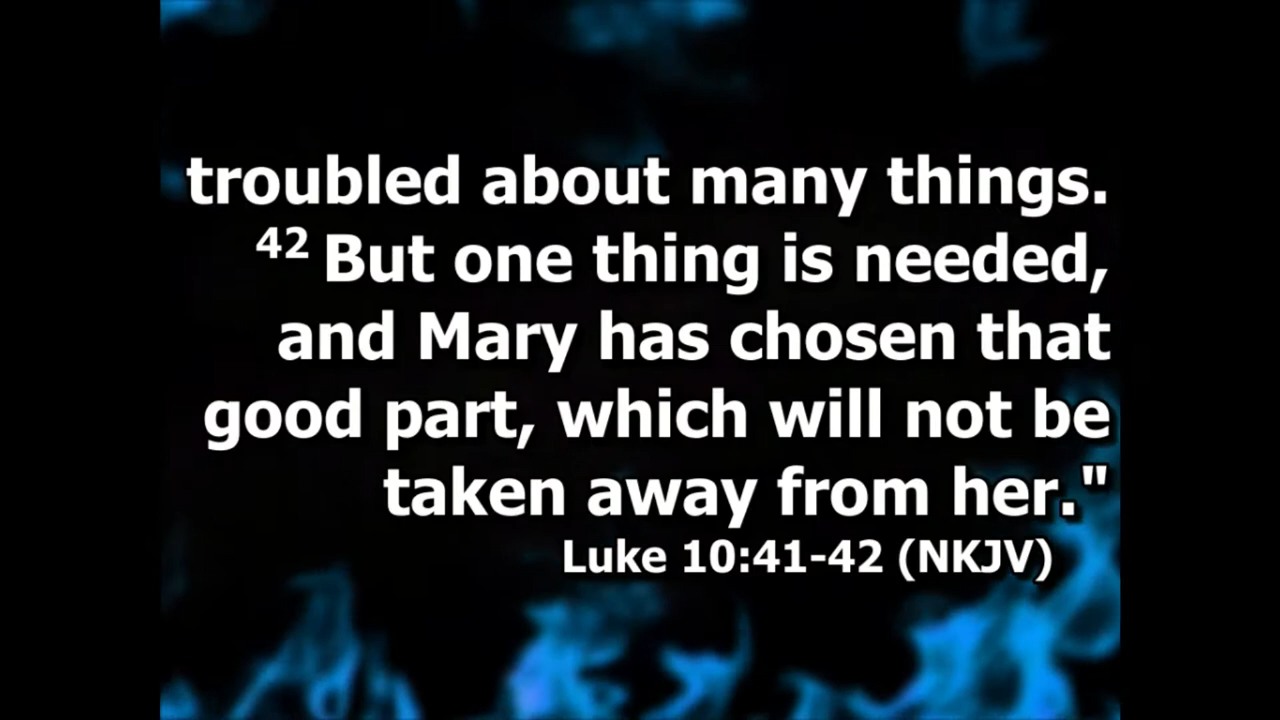 troubled about many things.
42 But one thing is needed,
and Mary has chosen that
good part, which will not be
taken away from her."
Luke 10:41-42 (NKJV)